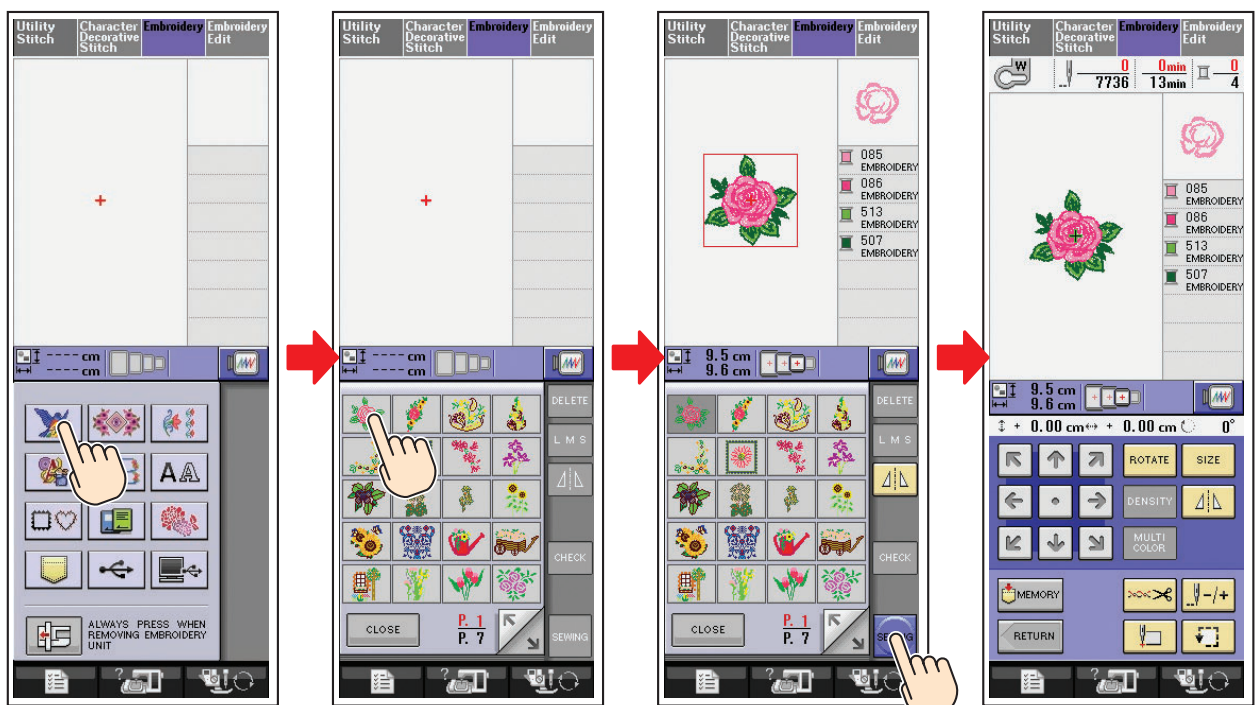 Utility
Stitch
Character
Decorative
Stitch
Embroidery
Embroidery
Edit
---- cm
---- cm
AA
ALWAYS PRESS WHEN
REMOVING EMBROIDERY
UNIT
?
Utility
Stitch
Character
Decorative
Stitch
Embroidery
Embroidery
Edit
---- cm
---- cm
DELETE
L M S
CHECK
CLOSE
P. 1
P. 7
SEWING
?
Utility
Stitch
Character
Decorative
Stitch
Embroidery
Embroidery
Edit
085
EMBROIDERY
086
EMBROIDERY
513
EMBROIDERY
507
EMBROIDERY
9.5 cm
9.6 cm
DELETE
L M S
CHECK
CLOSE
P. 1
P. 7
?
Utility
Stitch
Character
Decorative
Stitch
Embroidery
Embroidery
Edit
W
0
7736
0min
13min
0
4
085
EMBROIDERY
086
EMBROIDERY
513
EMBROIDERY
507
EMBROIDERY
9.5 cm
9.6 cm
+ 0.00 cm + 0.00 cm 0°
ROTATE
SIZE
DENSITY
MULTI
COLOR
MEMORY
-/+
RETURN
?